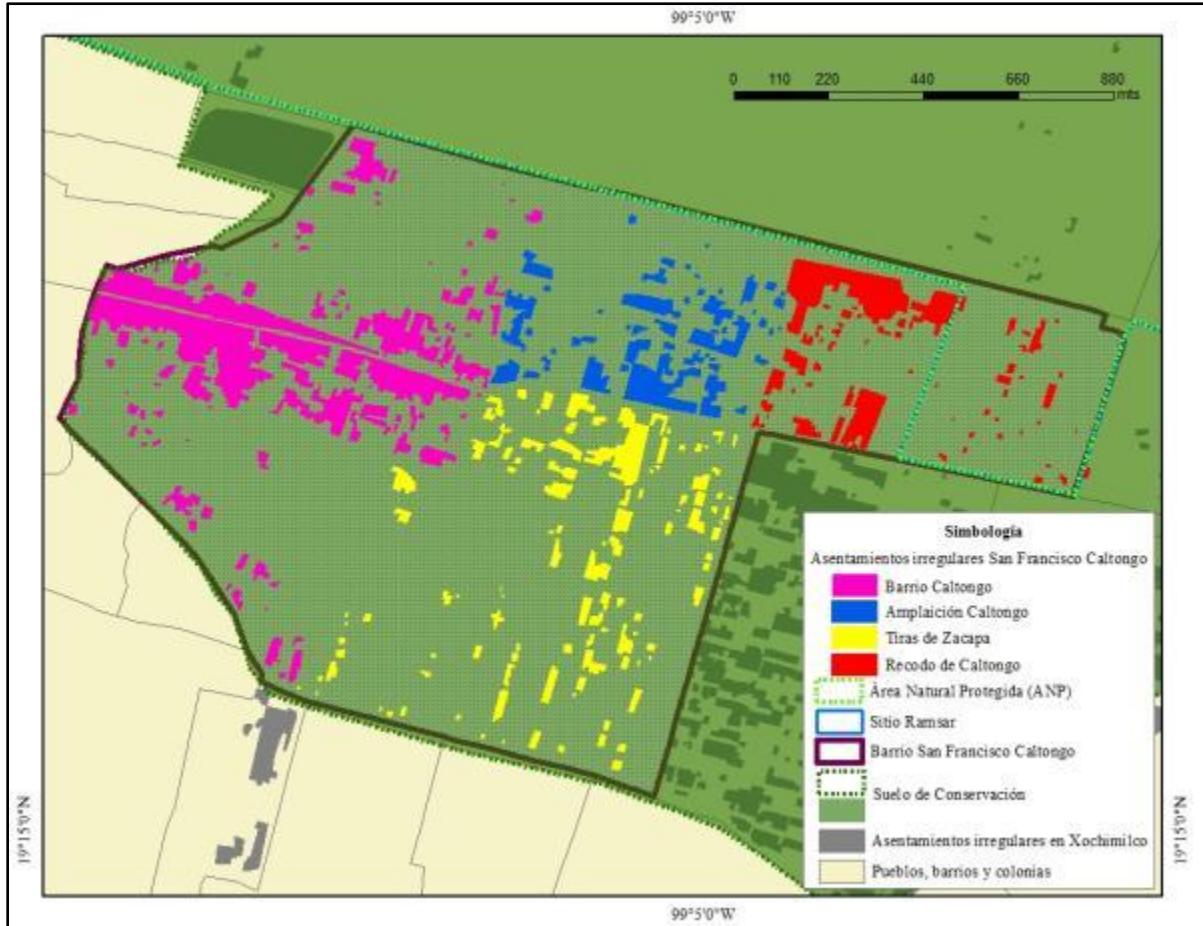 99°5'0"W
0 110 220 440 660 880
mts
Simbología
Asentamientos irregulares San Francisco Caltongo
Barrio Caltongo
Amplaición Caltongo
Tiras de Zacapa
Recodo de Caltongo
Área Natural Protegida (ANP)
Sitio Ramsar
Barrio San Francisco Caltongo
Suelo de Conservación
Asentamientos irregulares en Xochimilco
Pueblos, barrios y colonias
19°15'0"N
19°15'0"N
99°5'0"W